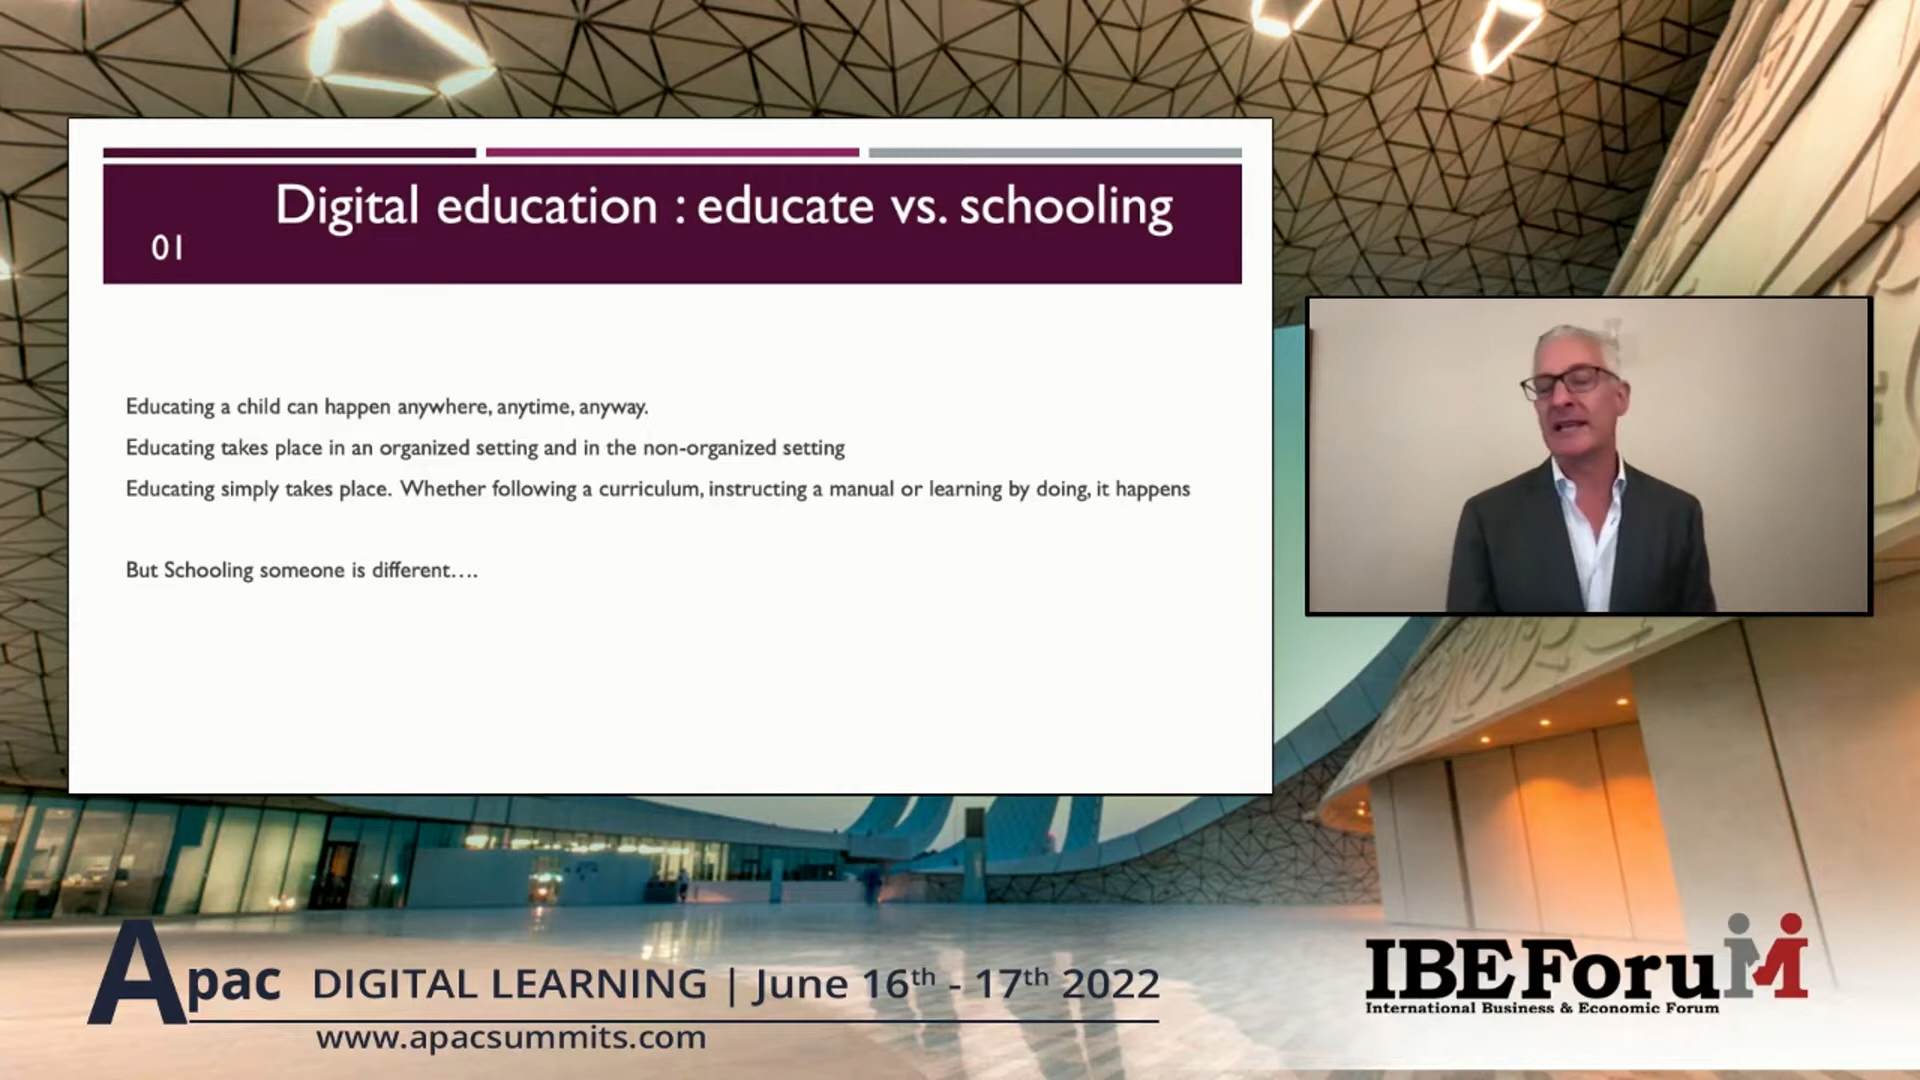 Digital education : educate vs. schooling
01
Educating a child can happen anywhere, anytime, anyway.
Educating takes place in an organized setting and in the non-organized setting
Educating simply takes place. Whether following a curriculum, instructing a manual or learning by doing, it happens
But Schooling someone is different....
Apac DIGITAL LEARNING | June 16th - 17th 2022
www.apacsummits.com
IBEForuM
International Business & Economic Forum